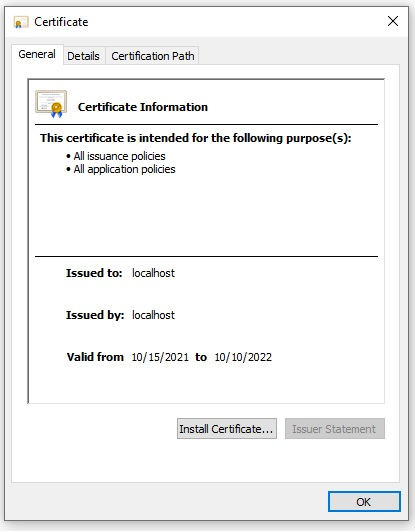 Certificate
General Details Certification Path
Certificate Information
This certificate is intended for the following purpose(s):
• All issuance policies
• All application policies
Issued to: localhost
Issued by: localhost
Valid from 10/15/2021 to 10/10/2022
Install Certificate... Issuer Statement
OK